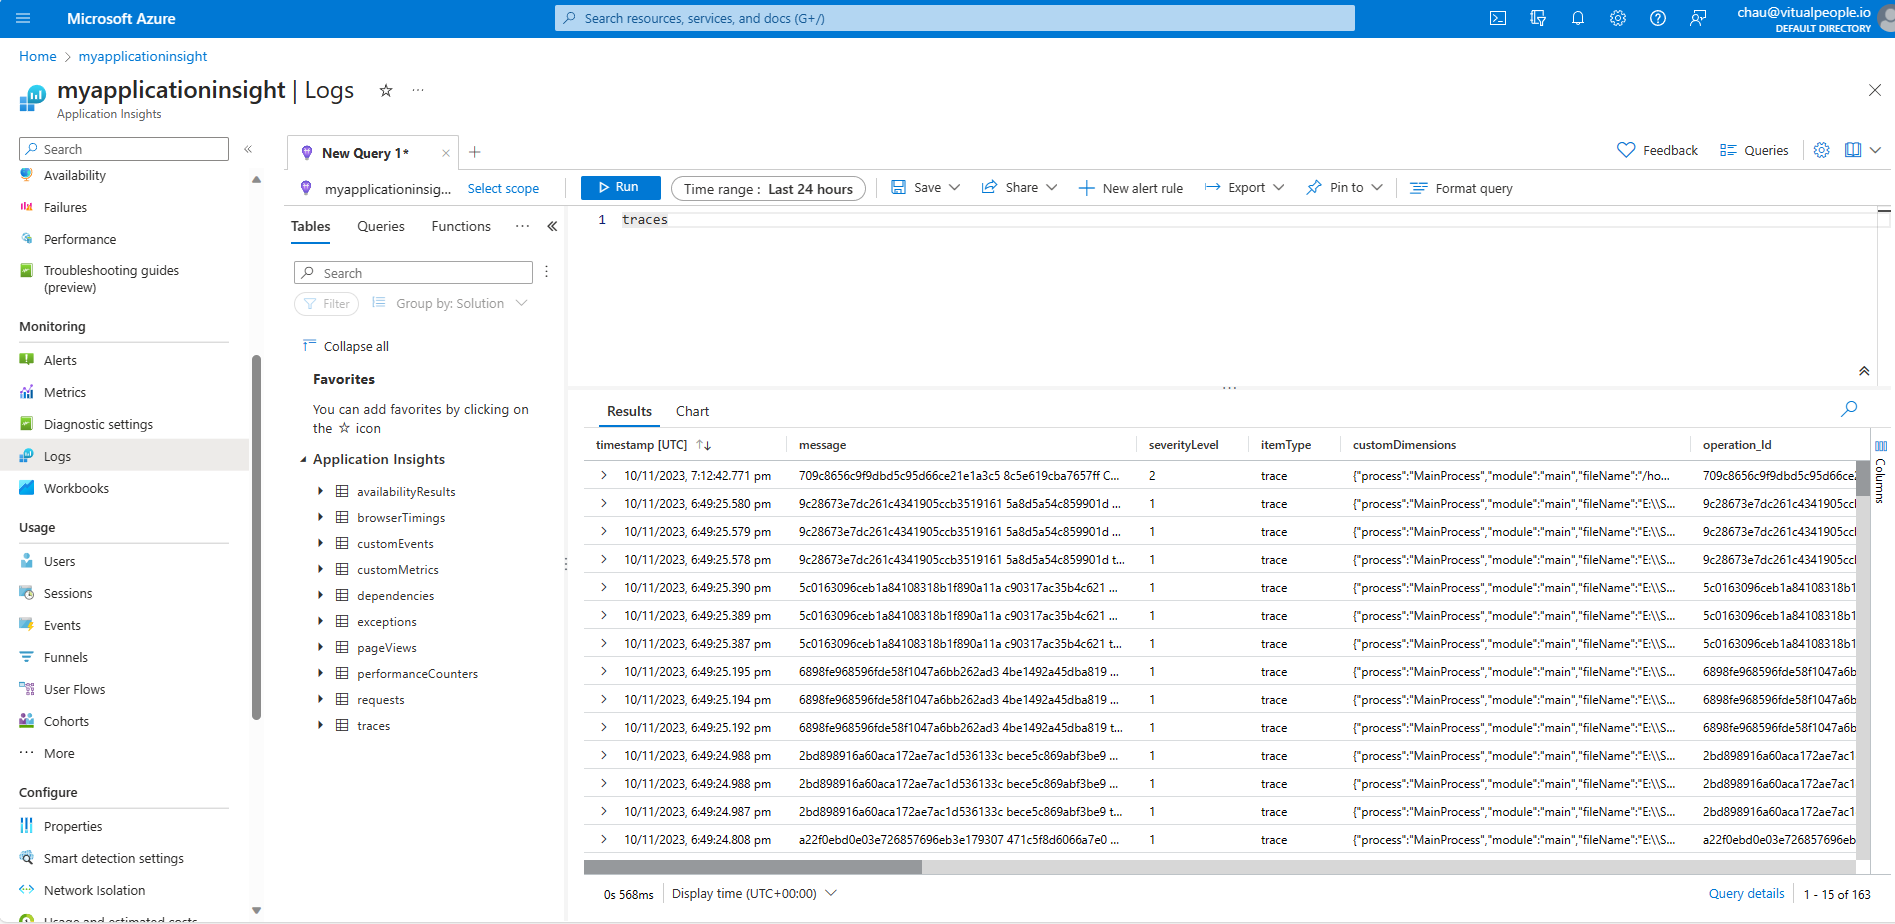 Microsoft Azure
Search resources, services, and docs (G+/)
chau@vitualpeople.io
DEFAULT DIRECTORY
Home > myapplicationinsight
myapplicationinsight | Logs
Application Insights
Search
Availability
Failures
Performance
Troubleshooting guides
(preview)
Monitoring
Alerts
Metrics
Diagnostic settings
Logs
Workbooks
Usage
Users
Sessions
Events
Funnels
User Flows
Cohorts
More
Configure
Properties
Smart detection settings
Network Isolation
Usage and estimated costs
New Query 1*
Feedback
Queries
myapplicationinsig...
Select scope
Run
Time range : Last 24 hours
Save
Share
New alert rule
Export
Pin to
Format query
Tables
Queries
Functions
Search
Filter
Group by: Solution
Collapse all
Favorites
You can add favorites by clicking on
the ☆ icon
Application Insights
availabilityResults
browserTimings
customEvents
customMetrics
dependencies
exceptions
pageViews
performanceCounters
requests
traces
1 traces
Results
Chart
timestamp [UTC] message severityLevel itemType customDimensions operation_Id
10/11/2023, 7:12:42.771 pm 709c8656c9f9dbd5c95d66ce21e1a3c5 8c5e619cba7657ff C... 2 trace {"process":"MainProcess","module":"main","fileName":"/ho... 709c8656c9f9dbd5c95d66ce2
10/11/2023, 6:49:25.580 pm 9c28673e7dc261c4341905ccb3519161 5a8d5a54c859901d ... 1 trace {"process":"MainProcess","module":"main","fileName":"E:\\S... 9c28673e7dc261c4341905ccl
10/11/2023, 6:49:25.579 pm 9c28673e7dc261c4341905ccb3519161 5a8d5a54c859901d ... 1 trace {"process":"MainProcess","module":"main","fileName":"E:\\S... 9c28673e7dc261c4341905ccl
10/11/2023, 6:49:25.578 pm 9c28673e7dc261c4341905ccb3519161 5a8d5a54c859901d t... 1 trace {"process":"MainProcess","module":"main","fileName":"E:\\S... 9c28673e7dc261c4341905ccl
10/11/2023, 6:49:25.390 pm 5c0163096ceb1a84108318b1f890a11a c90317ac35b4c621 ... 1 trace {"process":"MainProcess","module":"main","fileName":"E:\\S... 5c0163096ceb1a84108318b1
10/11/2023, 6:49:25.389 pm 5c0163096ceb1a84108318b1f890a11a c90317ac35b4c621 ... 1 trace {"process":"MainProcess","module":"main","fileName":"E:\\S... 5c0163096ceb1a84108318b1
10/11/2023, 6:49:25.387 pm 5c0163096ceb1a84108318b1f890a11a c90317ac35b4c621 t... 1 trace {"process":"MainProcess","module":"main","fileName":"E:\\S... 5c0163096ceb1a84108318b1
10/11/2023, 6:49:25.195 pm 6898fe968596fde58f1047a6bb262ad3 4be1492a45dba819 ... 1 trace {"process":"MainProcess","module":"main","fileName":"E:\\S... 6898fe968596fde58f1047a6b
10/11/2023, 6:49:25.194 pm 6898fe968596fde58f1047a6bb262ad3 4be1492a45dba819 ... 1 trace {"process":"MainProcess","module":"main","fileName":"E:\\S... 6898fe968596fde58f1047a6b
10/11/2023, 6:49:25.192 pm 6898fe968596fde58f1047a6bb262ad3 4be1492a45dba819 t... 1 trace {"process":"MainProcess","module":"main","fileName":"E:\\S... 6898fe968596fde58f1047a6b
10/11/2023, 6:49:24.988 pm 2bd898916a60aca172ae7ac1d536133c bece5c869abf3be9 ... 1 trace {"process":"MainProcess","module":"main","fileName":"E:\\S... 2bd898916a60aca172ae7ac1
10/11/2023, 6:49:24.988 pm 2bd898916a60aca172ae7ac1d536133c bece5c869abf3be9 ... 1 trace {"process":"MainProcess","module":"main","fileName":"E:\\S... 2bd898916a60aca172ae7ac1
10/11/2023, 6:49:24.987 pm 2bd898916a60aca172ae7ac1d536133c bece5c869abf3be9 t... 1 trace {"process":"MainProcess","module":"main","fileName":"E:\\S... 2bd898916a60aca172ae7ac1
10/11/2023, 6:49:24.808 pm a22f0ebd0e03e726857696eb3e179307 471c5f8d6066a7e0 ... 1 trace {"process":"MainProcess","module":"main","fileName":"E:\\S... a22f0ebd0e03e726857696eb
Columns
0s 568ms
Display time (UTC+00:00)
Query details
1 - 15 of 163